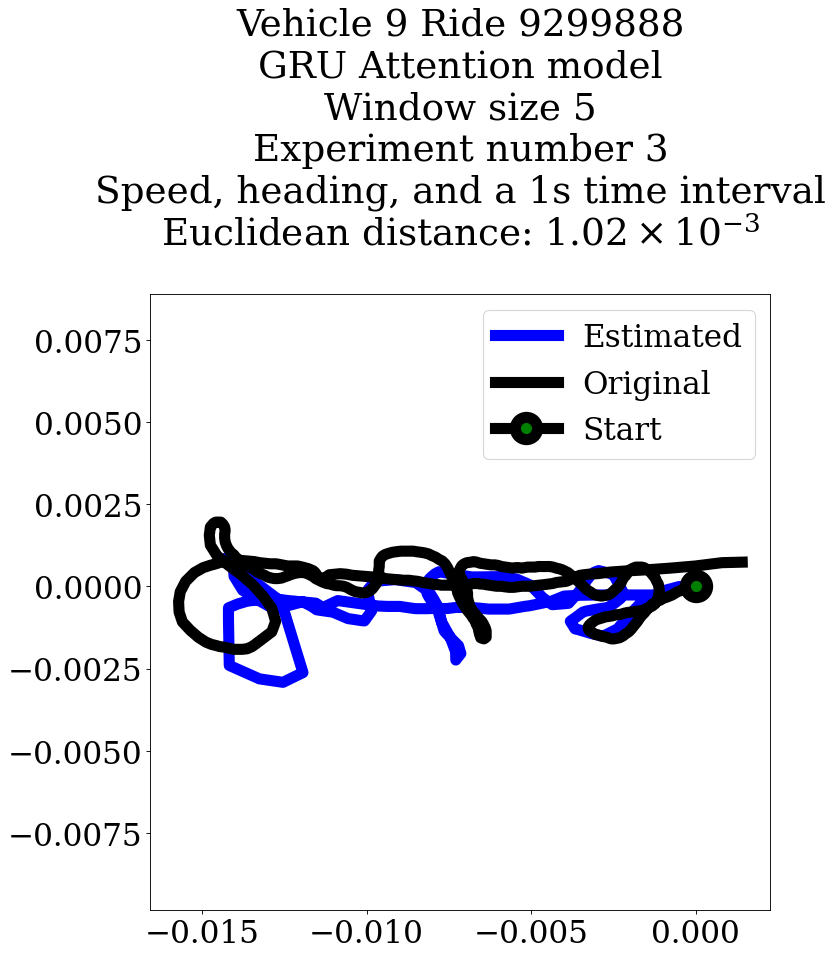 Vehicle 9 Ride 9299888
GRU Attention model
Window size 5
Experiment number 3
Speed, heading, and a 1s time interval
Euclidean distance: 1.02 × 10⁻³
Estimated
Original
Start
0.0075
0.0050
0.0025
0.0000
−0.0025
−0.0050
−0.0075
−0.015 −0.010 −0.005 0.000